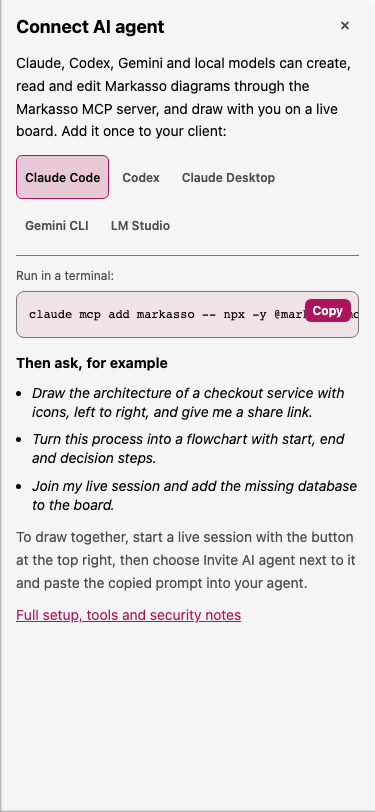 Connect AI agent ×
Claude, Codex, Gemini and local models can create,
read and edit Markasso diagrams through the
Markasso MCP server, and draw with you on a live
board. Add it once to your client:
Claude Code Codex Claude Desktop
Gemini CLI LM Studio
Run in a terminal:
claude mcp add markasso -- npx -y Copy
Then ask, for example
• Draw the architecture of a checkout service with
icons, left to right, and give me a share link.
• Turn this process into a flowchart with start, end
and decision steps.
• Join my live session and add the missing database
to the board.
To draw together, start a live session with the button
at the top right, then choose Invite AI agent next to it
and paste the copied prompt into your agent.
Full setup, tools and security notes